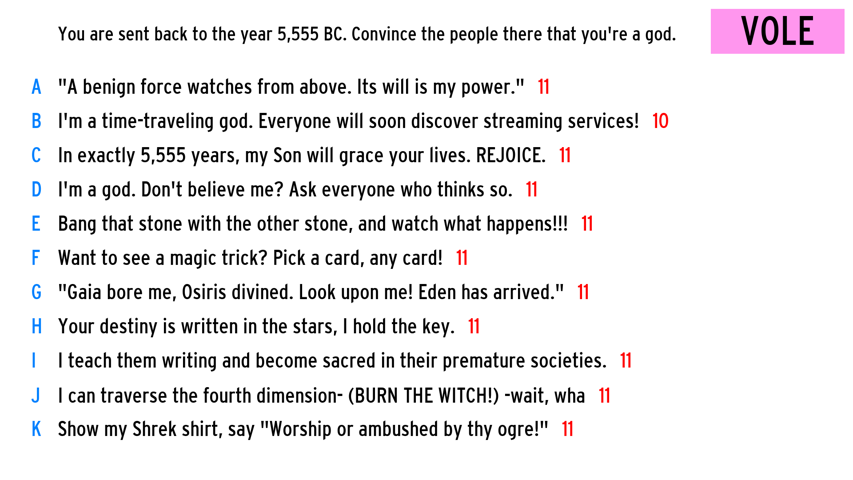 You are sent back to the year 5,555 BC. Convince the people there that you're a god.
VOLE
A "A benign force watches from above. Its will is my power." 11
B I'm a time-traveling god. Everyone will soon discover streaming services! 10
C In exactly 5,555 years, my Son will grace your lives. REJOICE. 11
D I'm a god. Don't believe me? Ask everyone who thinks so. 11
E Bang that stone with the other stone, and watch what happens!!! 11
F Want to see a magic trick? Pick a card, any card! 11
G "Gaia bore me, Osiris divined. Look upon me! Eden has arrived." 11
H Your destiny is written in the stars, I hold the key. 11
I I teach them writing and become sacred in their premature societies. 11
J I can traverse the fourth dimension- (BURN THE WITCH!) -wait, wha 11
K Show my Shrek shirt, say "Worship or ambushed by thy ogre!" 11